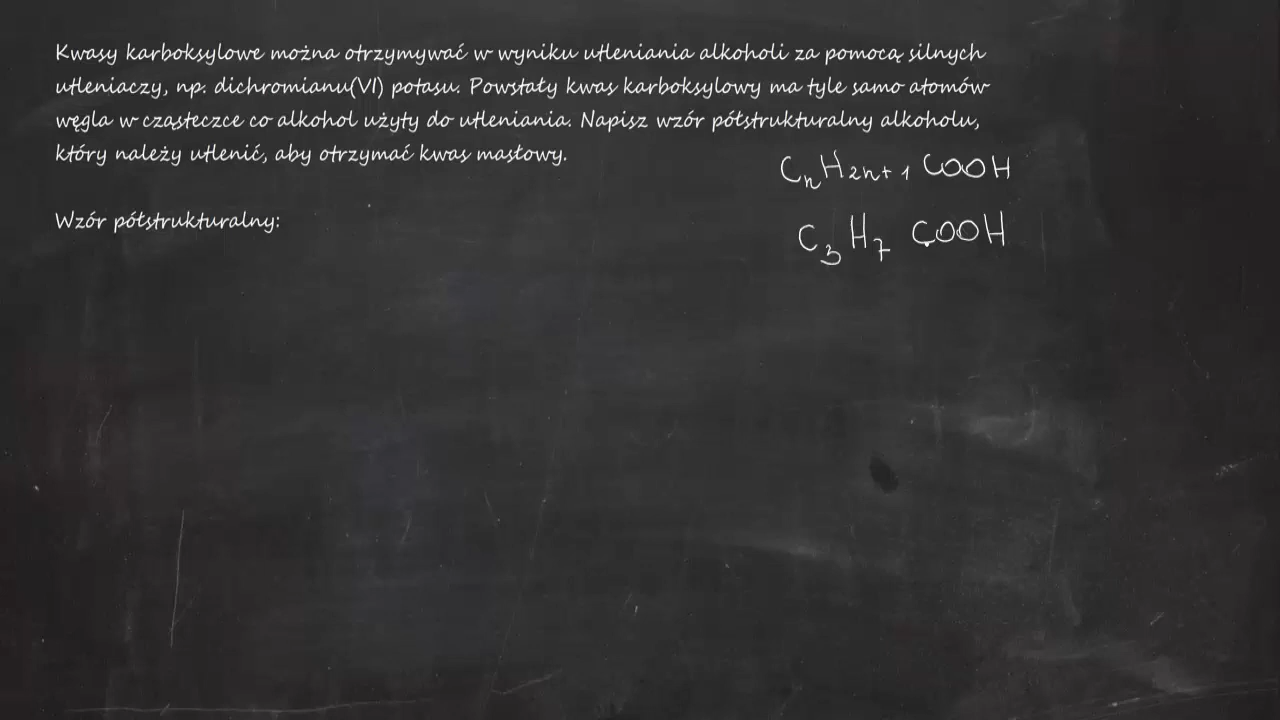 Kwasy karboksylowe można otrzymywać w wyniku utleniania alkoholi za pomocą silnych
utleniaczy, np. dichromianu(VI) potasu. Powstały kwas karboksylowy ma tyle samo atomów
węgla w cząsteczce co alkohol użyty do utleniania. Napisz wzór półstrukturalny alkoholu,
który należy utlenić, aby otrzymać kwas masłowy.
CnH2n+1COOH
Wzór półstrukturalny:
C3H7COOH